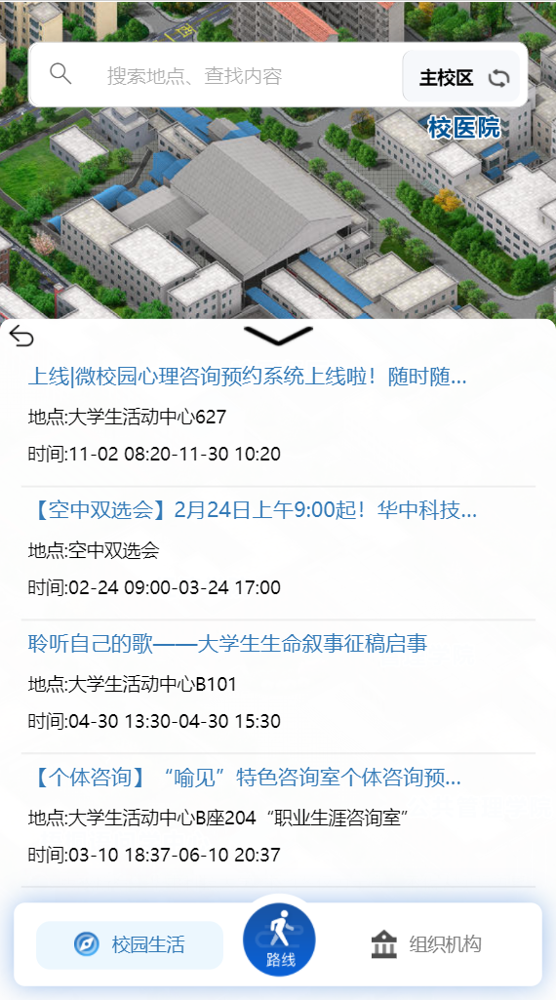 搜索地点、查找内容
主校区
校医院
上线|微校园心理咨询预约系统上线啦！随时随...
地点:大学生活动中心627
时间:11-02 08:20-11-30 10:20
【空中双选会】2月24日上午9:00起！华中科技...
地点:空中双选会
时间:02-24 09:00-03-24 17:00
聆听自己的歌——大学生生命叙事征稿启事
地点:大学生活动中心B101
时间:04-30 13:30-04-30 15:30
【个体咨询】“喻见”特色咨询室个体咨询预...
地点:大学生活动中心B座204“职业生涯咨询室”
时间:03-10 18:37-06-10 20:37
校园生活
路线
组织机构